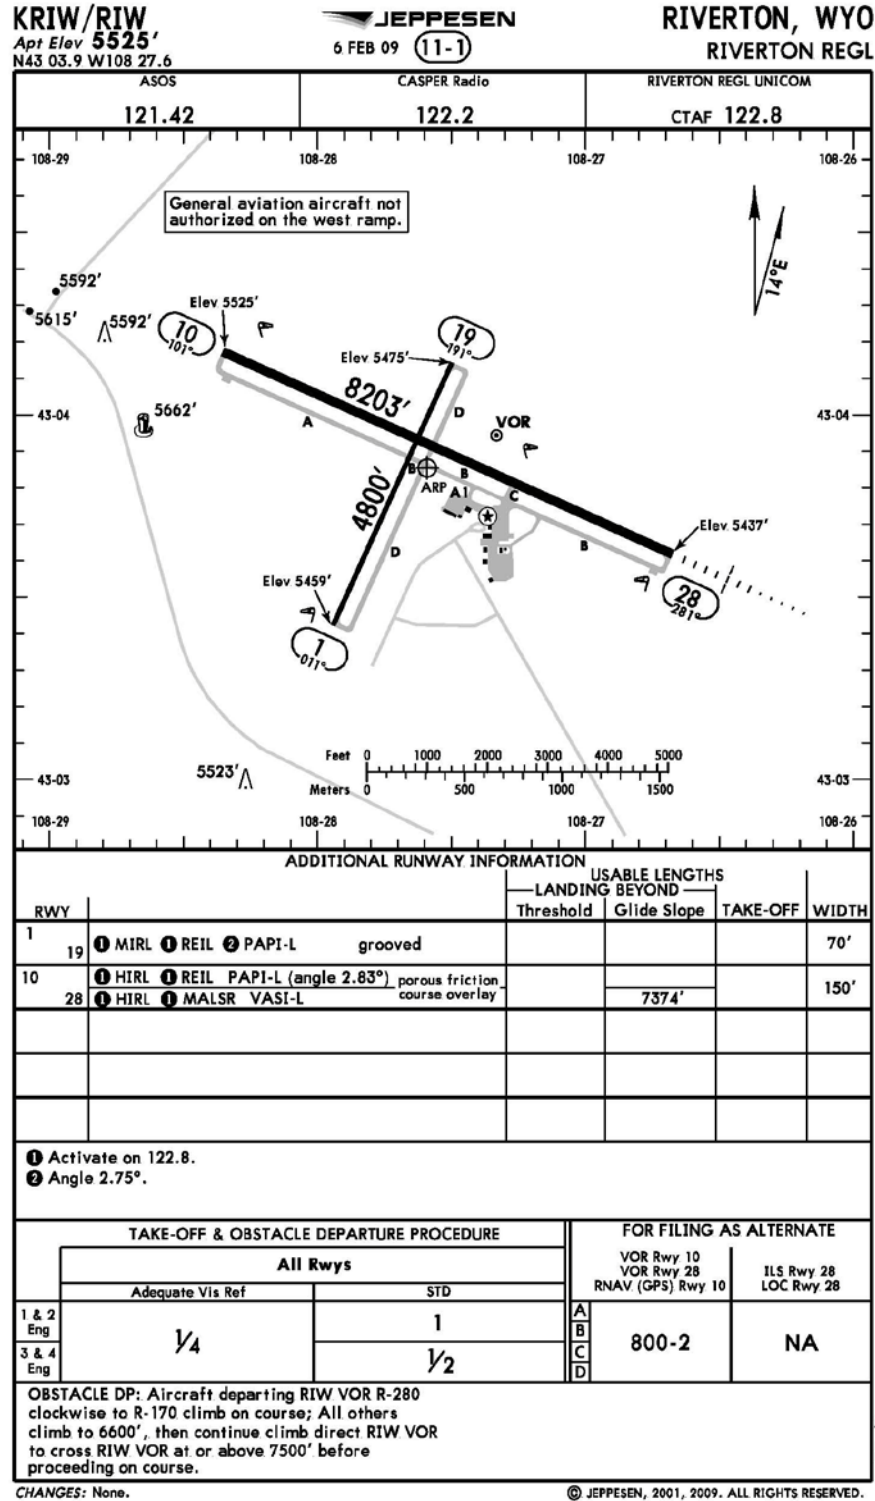 KRIW/RIW
Apt Elev 5525'
N43 03.9 W108 27.6
JEPPESEN
6 FEB 09 11-1
RIVERTON, WYO
RIVERTON REGL
ASOS CASPER Radio RIVERTON REGL UNICOM
121.42 122.2 CTAF 122.8
108-29 108-28 108-27 108-26
General aviation aircraft not
authorized on the west ramp.
14°E
5592'
5615'
5592'
Elev 5525'
10
101°
19
191°
Elev 5475'
8203'
43-04 43-04
5662'
A
D
VOR
B
B
ARP
A1
C
4800'
D
B
Elev 5437'
28
281°
Elev 5459'
1
011°
Feet 0 1000 2000 3000 4000 5000
Meters 0 500 1000 1500
5523'
43-03 43-03
108-29 108-28 108-27 108-26
ADDITIONAL RUNWAY INFORMATION
USABLE LENGTHS
LANDING BEYOND
RWY Threshold Glide Slope TAKE-OFF WIDTH
1
19 ❶ MIRL ❶ REIL ❷ PAPI-L grooved 70'
10 ❶ HIRL ❶ REIL PAPI-L (angle 2.83°) porous friction
28 ❶ HIRL ❶ MALSR VASI-L course overlay 7374' 150'
❶ Activate on 122.8.
❷ Angle 2.75°.
TAKE-OFF & OBSTACLE DEPARTURE PROCEDURE
All Rwys
Adequate Vis Ref STD
1 & 2
Eng
3 & 4
Eng
1/4
1
1/2
FOR FILING AS ALTERNATE
VOR Rwy 10
VOR Rwy 28
RNAV (GPS) Rwy 10
ILS Rwy 28
LOC Rwy 28
A
B
C
D
800-2 NA
OBSTACLE DP: Aircraft departing RIW VOR R-280
clockwise to R-170 climb on course; All others
climb to 6600', then continue climb direct RIW VOR
to cross RIW VOR at or above 7500' before
proceeding on course.
CHANGES: None.
© JEPPESEN, 2001, 2009. ALL RIGHTS RESERVED.